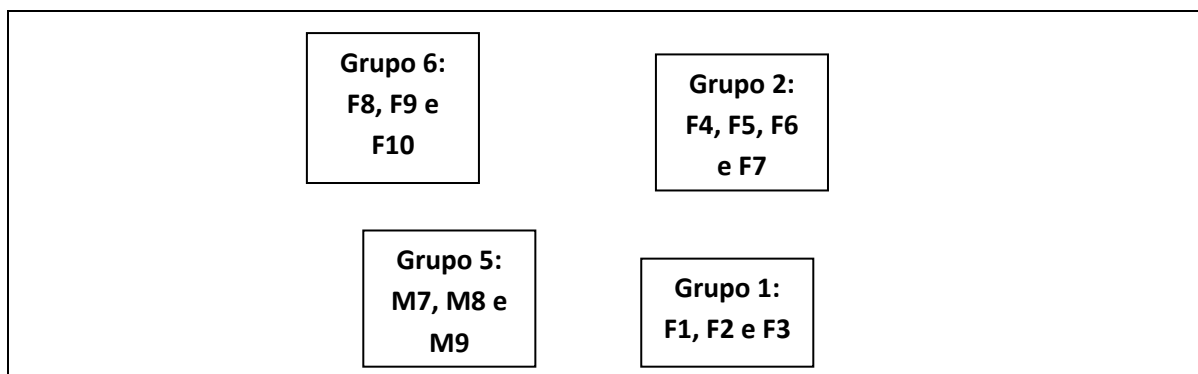 Grupo 6:
F8, F9 e
F10
Grupo 2:
F4, F5, F6
e F7
Grupo 5:
M7, M8 e
M9
Grupo 1:
F1, F2 e F3